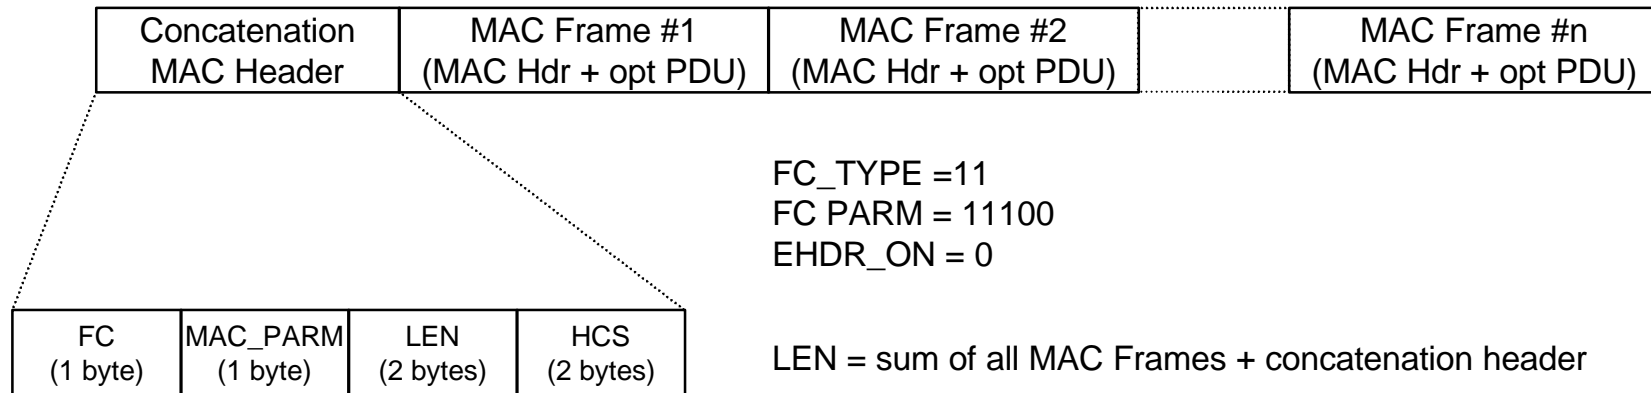 Concatenation
MAC Header
MAC Frame #1
(MAC Hdr + opt PDU)
MAC Frame #2
(MAC Hdr + opt PDU)
MAC Frame #n
(MAC Hdr + opt PDU)
FC_TYPE =11
FC PARM = 11100
EHDR_ON = 0
FC
(1 byte)
MAC_PARM
(1 byte)
LEN
(2 bytes)
HCS
(2 bytes)
LEN = sum of all MAC Frames + concatenation header